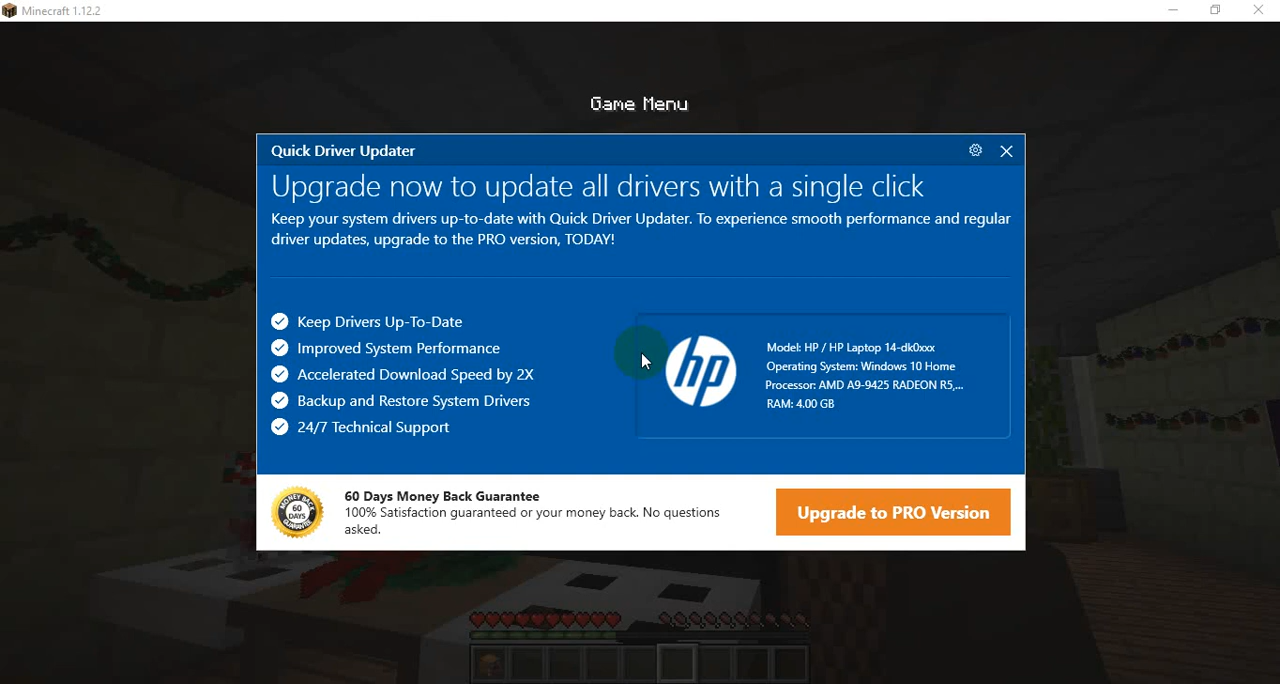 Minecraft 1.12.2
Game Menu
Quick Driver Updater
Upgrade now to update all drivers with a single click
Keep your system drivers up-to-date with Quick Driver Updater. To experience smooth performance and regular
driver updates, upgrade to the PRO version, TODAY!
Keep Drivers Up-To-Date
Improved System Performance
Accelerated Download Speed by 2X
Backup and Restore System Drivers
24/7 Technical Support
hp
Model: HP / HP Laptop 14-dk0xxx
Operating System: Windows 10 Home
Processor: AMD A9-9425 RADEON R5,...
RAM: 4.00 GB
MONEY BACK
60
DAYS
GUARANTEE
60 Days Money Back Guarantee
100% Satisfaction guaranteed or your money back. No questions
asked.
Upgrade to PRO Version